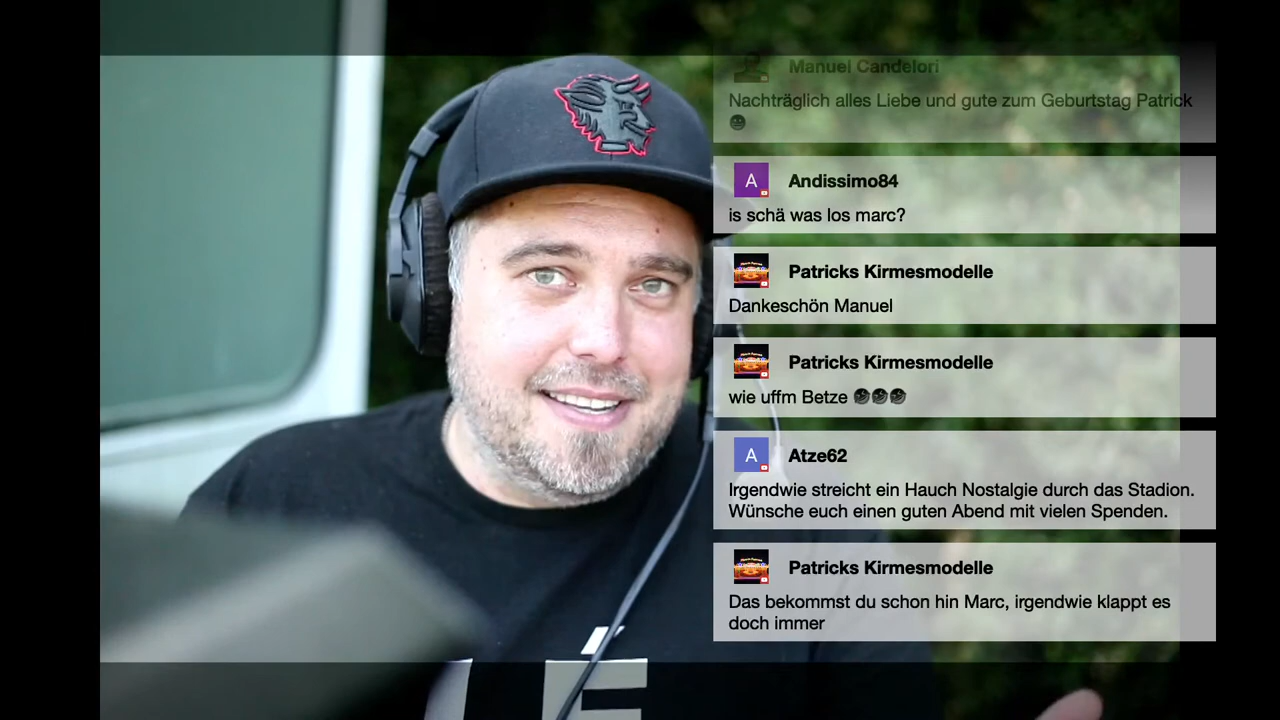 Manuel Candelori
Nachträglich alles Liebe und gute zum Geburtstag Patrick
A
Andissimo84
is schä was los marc?
Patricks Kirmesmodelle
Dankeschön Manuel
Patricks Kirmesmodelle
wie uffm Betze
A
Atze62
Irgendwie streicht ein Hauch Nostalgie durch das Stadion.
Wünsche euch einen guten Abend mit vielen Spenden.
Patricks Kirmesmodelle
Das bekommst du schon hin Marc, irgendwie klappt es
doch immer